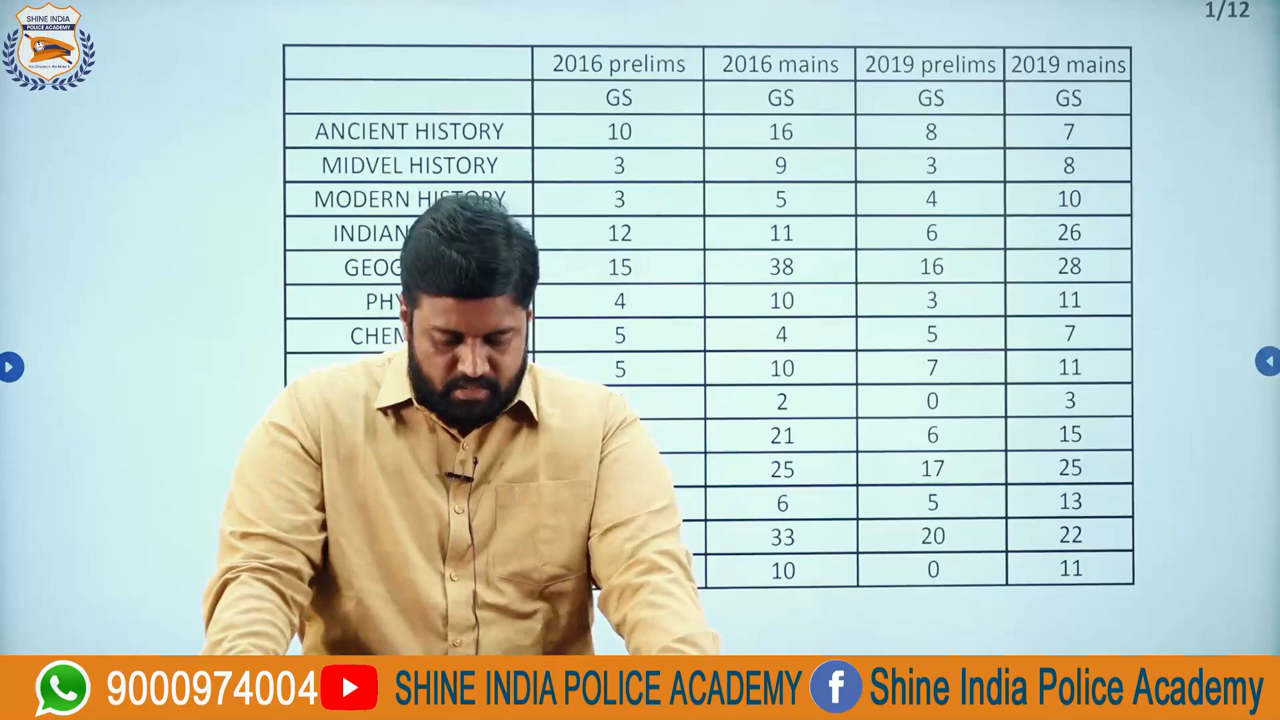 SHINE INDIA
POLICE ACADEMY
1/12
2016 prelims 2016 mains 2019 prelims 2019 mains
GS GS GS GS
ANCIENT HISTORY 10 16 8 7
MIDVEL HISTORY 3 9 3 8
MODERN HISTORY 3 5 4 10
INDIAN 12 11 6 26
GEOG 15 38 16 28
PHY 4 10 3 11
CHEM 5 4 5 7
5 10 7 11
2 0 3
21 6 15
25 17 25
6 5 13
33 20 22
10 0 11
9000974004 SHINE INDIA POLICE ACADEMY f Shine India Police Academy